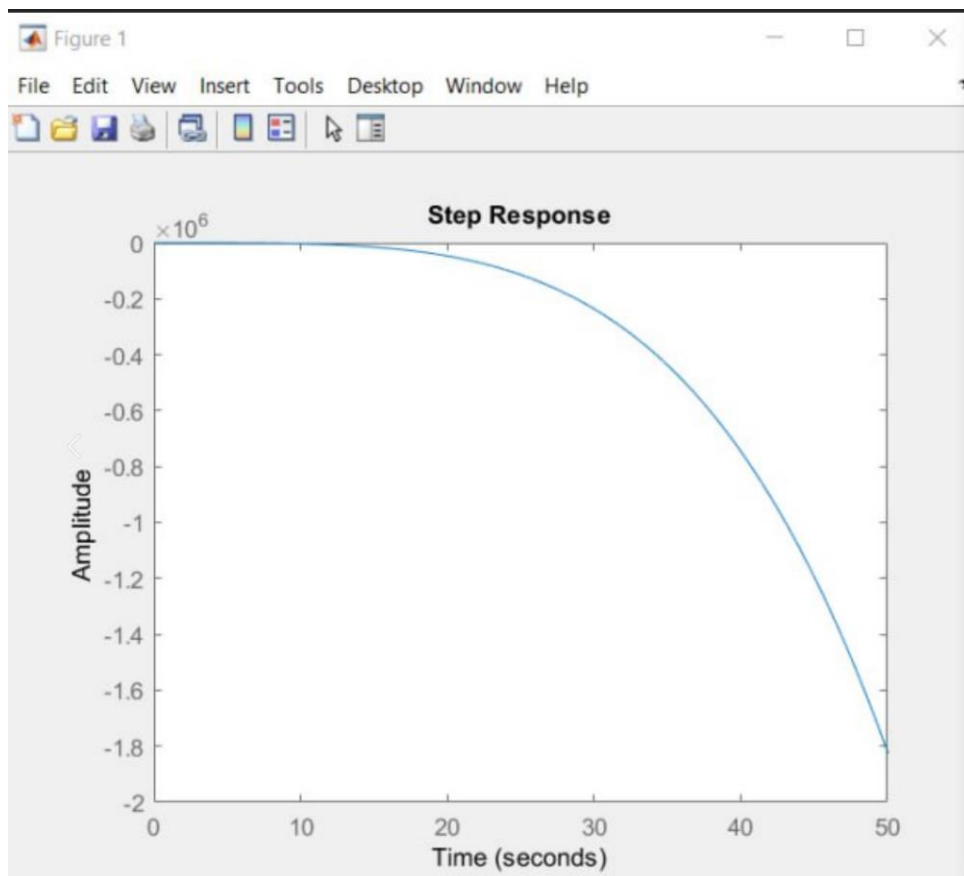 Figure 1
File Edit View Insert Tools Desktop Window Help
Step Response
×10⁶
0
-0.2
-0.4
-0.6
-0.8
-1
-1.2
-1.4
-1.6
-1.8
-2
Amplitude
0 10 20 30 40 50
Time (seconds)